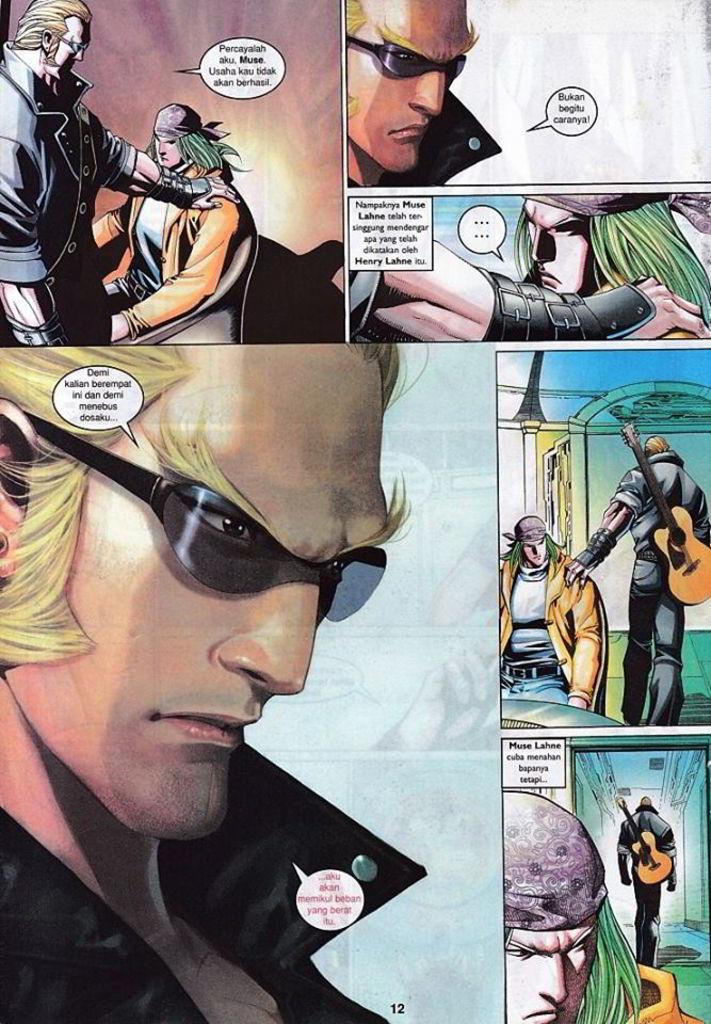 Percayalah
aku, Muse.
Usaha kau tidak
akan berhasil.
Bukan
begitu
caranya!
Nampaknya Muse
Lahne telah ter-
singgung mendengar
apa yang telah
dikatakan oleh
Henry Lahne itu.
...
...
Demi
kalian berempat
ini dan demi
menebus
dosaku...
...aku
akan
memikul beban
yang berat
itu.
Muse Lahne
cuba menahan
bapanya
tetapi...
12